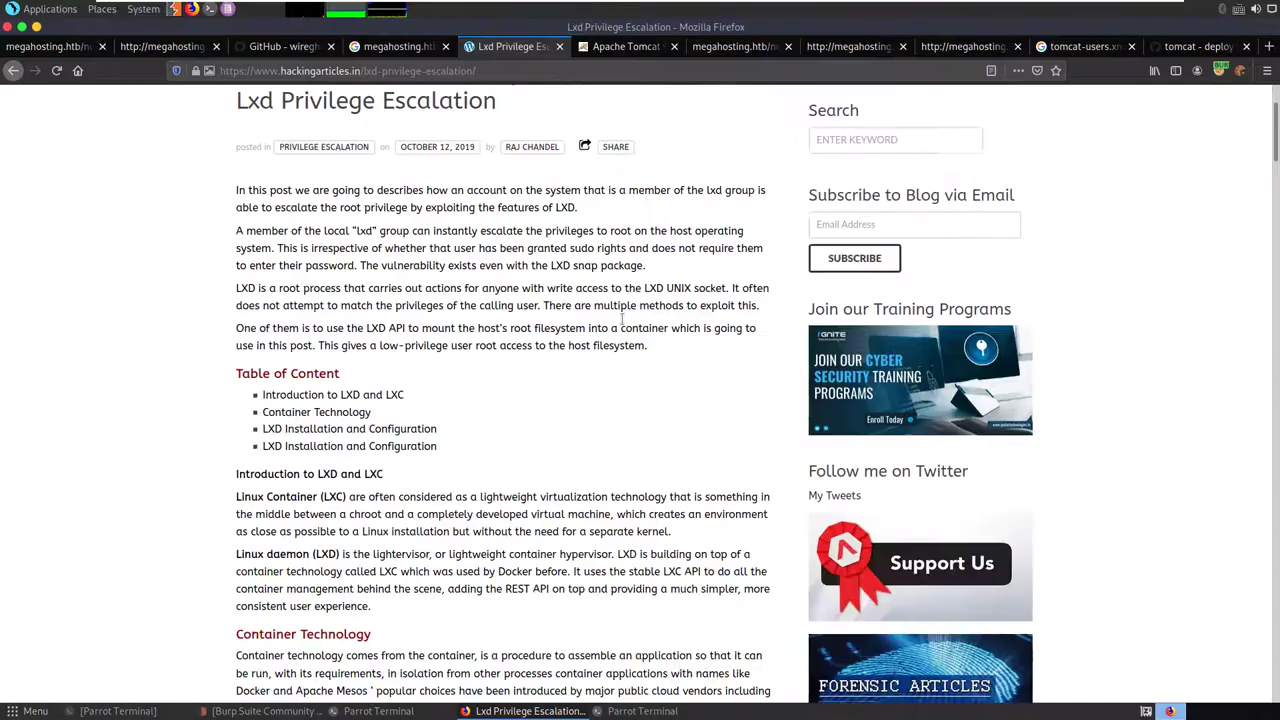 Applications Places System
Lxd Privilege Escalation - Mozilla Firefox
megahosting.htb/n
http://megahosting
GitHub - wiregh
megahosting.htb
Lxd Privilege Es
Apache Tomcat
megahosting.htb/n
http://megahosting
http://megahosting.
tomcat-users.x
tomcat - deploy
https://www.hackingarticles.in/lxd-privilege-escalation/
Lxd Privilege Escalation
posted in PRIVILEGE ESCALATION on OCTOBER 12, 2019 by RAJ CHANDEL SHARE
In this post we are going to describes how an account on the system that is a member of the lxd group is
able to escalate the root privilege by exploiting the features of LXD.
A member of the local “lxd” group can instantly escalate the privileges to root on the host operating
system. This is irrespective of whether that user has been granted sudo rights and does not require them
to enter their password. The vulnerability exists even with the LXD snap package.
LXD is a root process that carries out actions for anyone with write access to the LXD UNIX socket. It often
does not attempt to match the privileges of the calling user. There are multiple methods to exploit this.
One of them is to use the LXD API to mount the host’s root filesystem into a container which is going to
use in this post. This gives a low-privilege user root access to the host filesystem.
Table of Content
Introduction to LXD and LXC
Container Technology
LXD Installation and Configuration
LXD Installation and Configuration
Introduction to LXD and LXC
Linux Container (LXC) are often considered as a lightweight virtualization technology that is something in
the middle between a chroot and a completely developed virtual machine, which creates an environment
as close as possible to a Linux installation but without the need for a separate kernel.
Linux daemon (LXD) is the lightervisor, or lightweight container hypervisor. LXD is building on top of a
container technology called LXC which was used by Docker before. It uses the stable LXC API to do all the
container management behind the scene, adding the REST API on top and providing a much simpler, more
consistent user experience.
Container Technology
Container technology comes from the container, is a procedure to assemble an application so that it can
be run, with its requirements, in isolation from other processes container applications with names like
Docker and Apache Mesos ‘ popular choices have been introduced by major public cloud vendors including
Search
ENTER KEYWORD
Subscribe to Blog via Email
Email Address
SUBSCRIBE
Join our Training Programs
IGNITE
JOIN OUR CYBER
SECURITY TRAINING
PROGRAMS
Enroll Today
Follow me on Twitter
My Tweets
Support Us
FORENSIC ARTICLES
Menu
[Parrot Terminal]
[Burp Suite Community ...
Parrot Terminal
Lxd Privilege Escalation...
Parrot Terminal